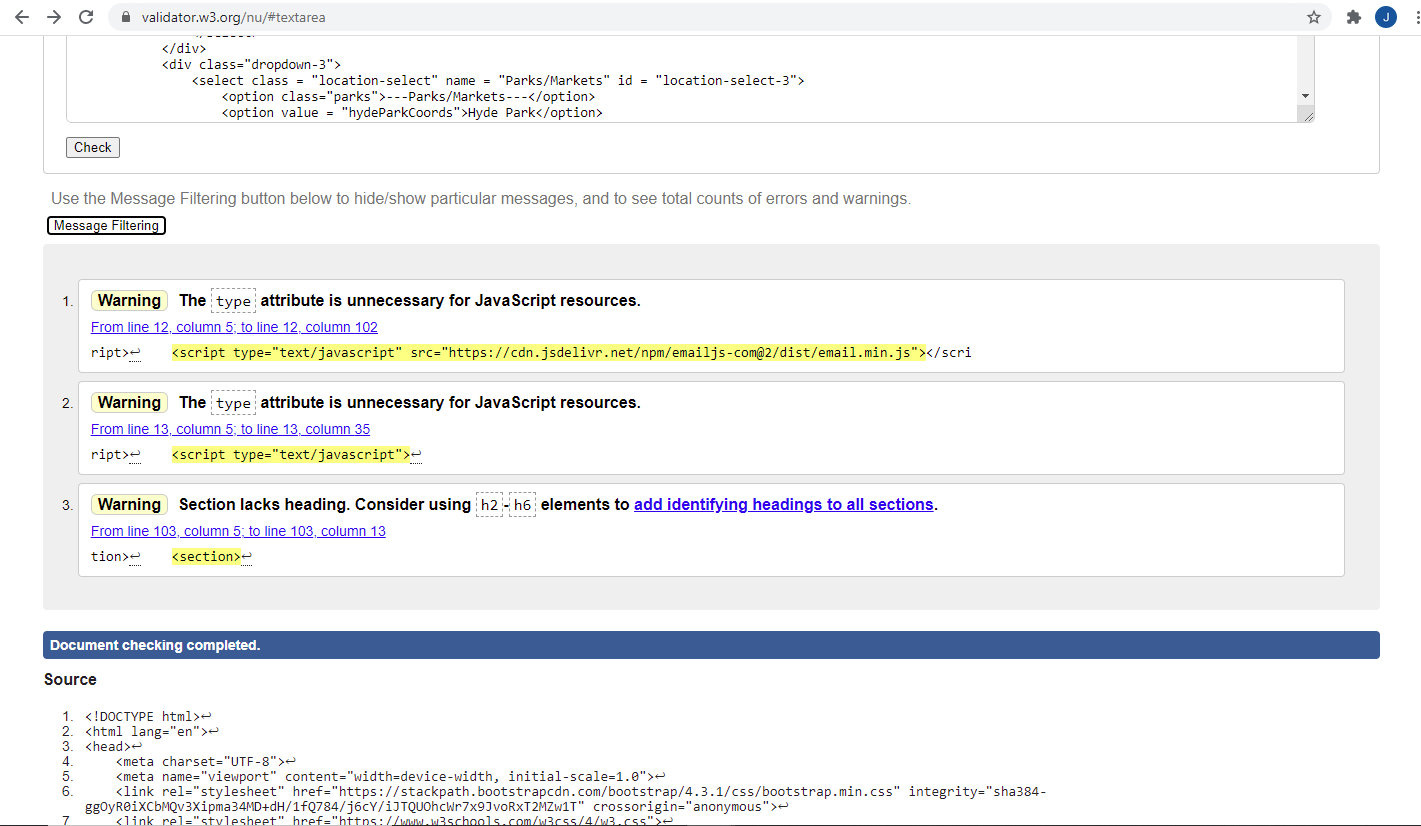 validator.w3.org/nu/#textarea
J
</div>
<div class="dropdown-3">
<select class = "location-select" name = "Parks/Markets" id = "location-select-3">
<option class="parks">---Parks/Markets---</option>
<option value = "hydeParkCoords">Hyde Park</option>
Check
Use the Message Filtering button below to hide/show particular messages, and to see total counts of errors and warnings.
Message Filtering
1. Warning The type attribute is unnecessary for JavaScript resources.
From line 12, column 5; to line 12, column 102
ript>↩ <script type="text/javascript" src="https://cdn.jsdelivr.net/npm/emailjs-com@2/dist/email.min.js"></scri
2. Warning The type attribute is unnecessary for JavaScript resources.
From line 13, column 5; to line 13, column 35
ript>↩ <script type="text/javascript">↩
3. Warning Section lacks heading. Consider using h2-h6 elements to add identifying headings to all sections.
From line 103, column 5; to line 103, column 13
tion>↩ <section>↩
Document checking completed.
Source
1. <!DOCTYPE html>↩
2. <html lang="en">↩
3. <head>↩
4. <meta charset="UTF-8">↩
5. <meta name="viewport" content="width=device-width, initial-scale=1.0">↩
6. <link rel="stylesheet" href="https://stackpath.bootstrapcdn.com/bootstrap/4.3.1/css/bootstrap.min.css" integrity="sha384-
ggOyR0iXCbMQv3Xipma34MD+dH/1fQ784/j6cY/iJTQUOhcWr7x9JvoRxT2MZw1T" crossorigin="anonymous">↩
7. <link rel="stylesheet" href="https://www.w3schools.com/w3css/4/w3.css">↩